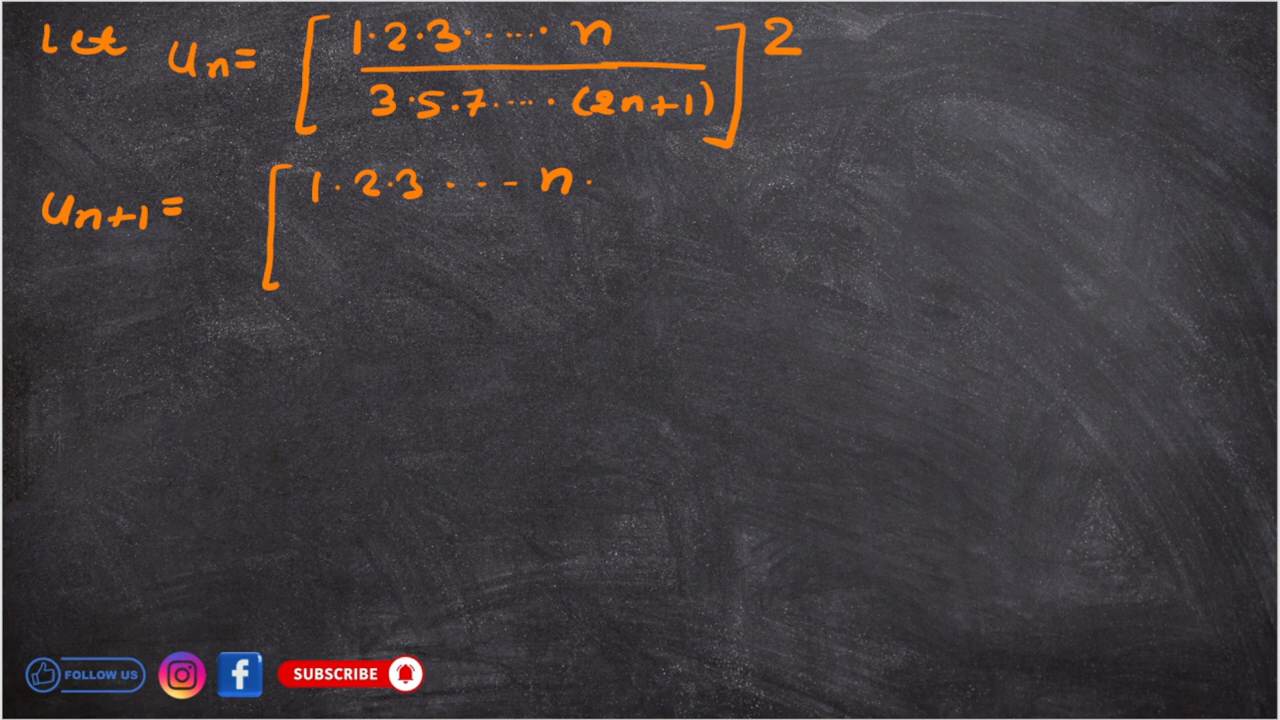 Let un = [ 1·2·3·····. n / 3·5·7····. (2n+1) ]²
un+1 = [ 1·2·3 - - - n ·
FOLLOW US f SUBSCRIBE